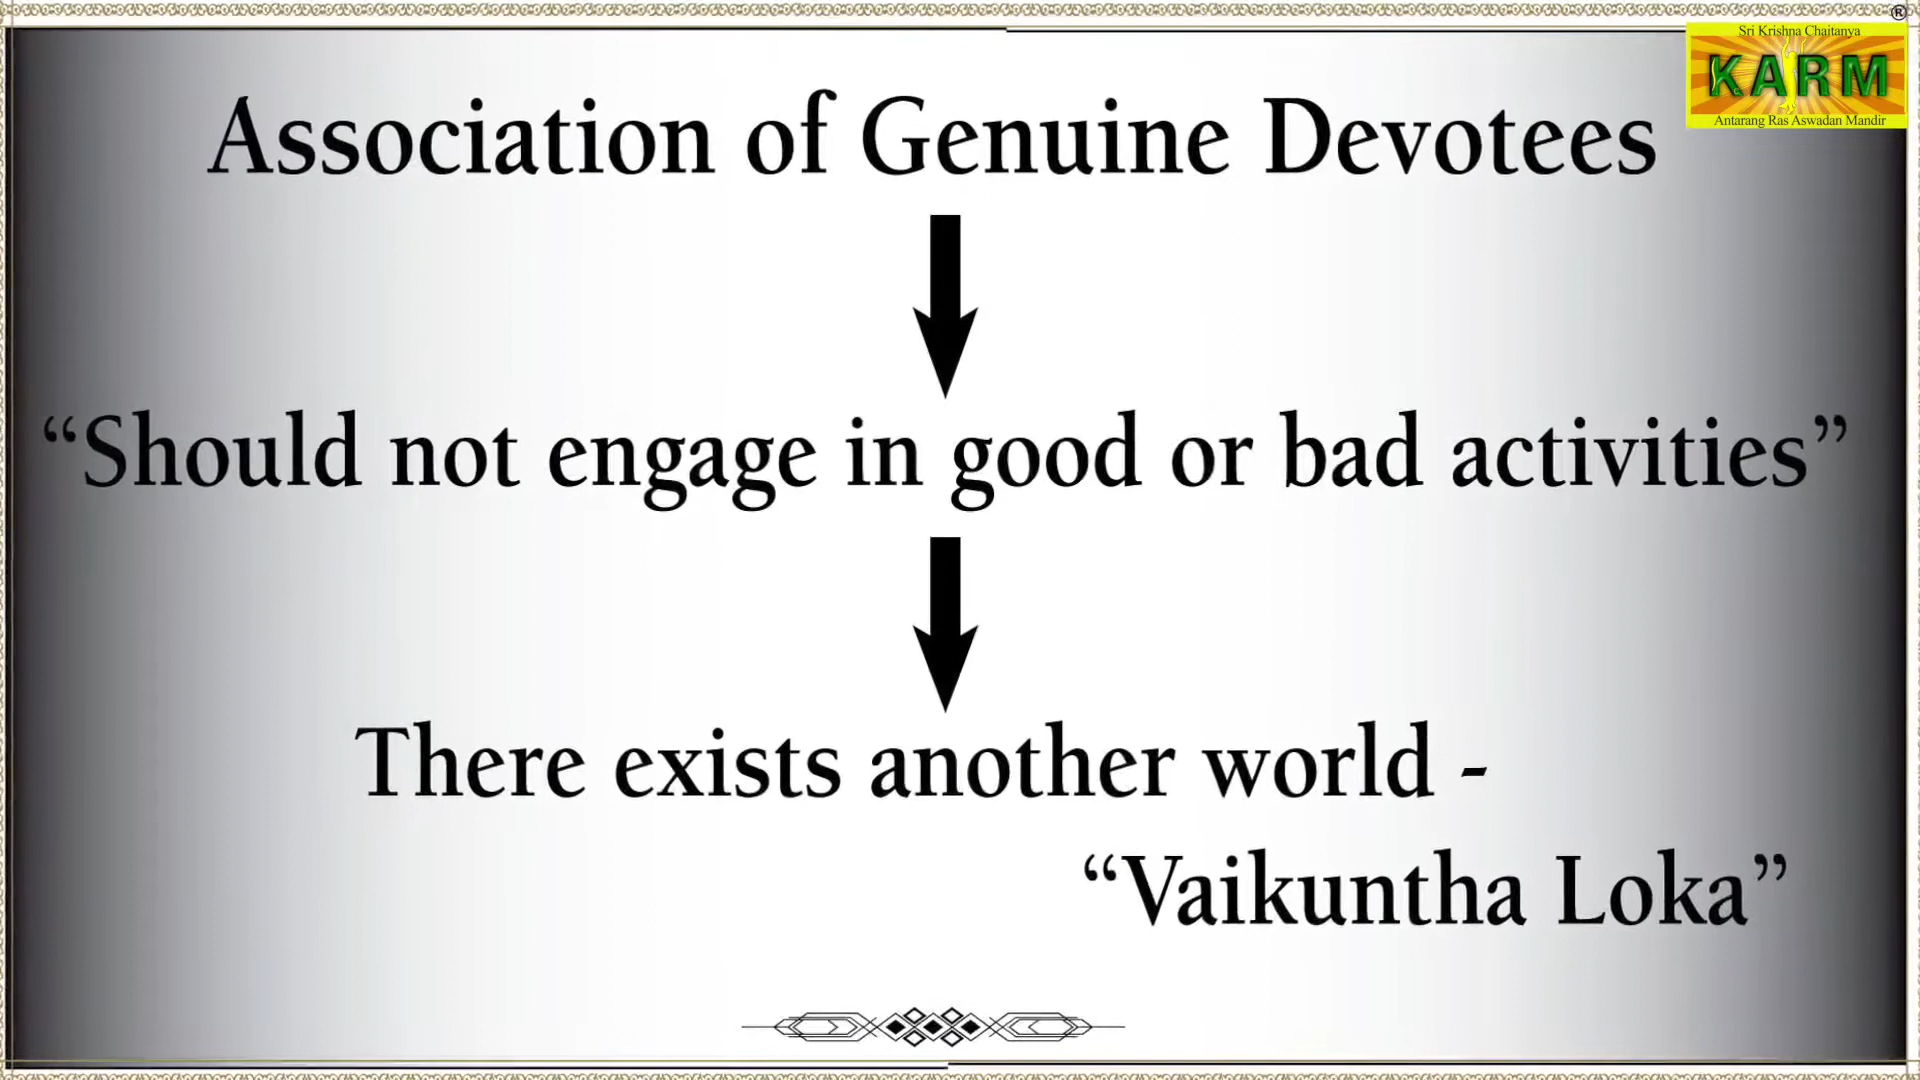 ®
Sri Krishna Chaitanya
KARM
Antarang Ras Aswadan Mandir
Association of Genuine Devotees
“Should not engage in good or bad activities”
There exists another world -
“Vaikuntha Loka”